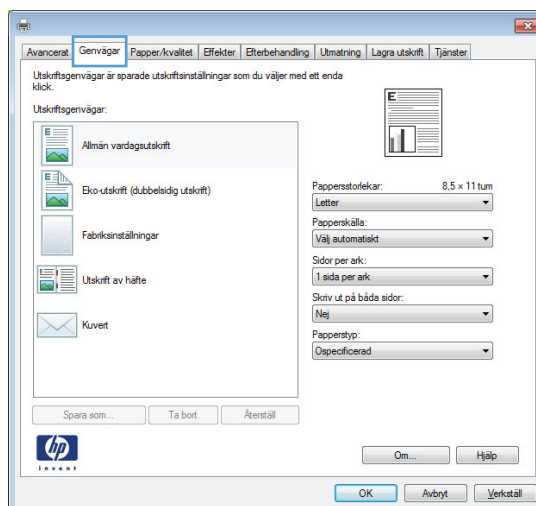 Avancerat Genvägar Papper/kvalitet Effekter Efterbehandling Utmatning Lagra utskrift Tjänster
Utskriftsgenvägar är sparade utskriftsinställningar som du väljer med ett enda
klick.
Utskriftsgenvägar:
Allmän vardagsutskrift
Eko-utskrift (dubbelsidig utskrift)
Fabriksinställningar
Utskrift av häfte
Kuvert
Spara som... Ta bort Återställ
Pappersstorlekar: 8,5 × 11 tum
Letter
Papperskälla:
Välj automatiskt
Sidor per ark:
1 sida per ark
Skriv ut på båda sidor:
Nej
Papperstyp:
Ospecificerad
hp
invent
Om... Hjälp
OK Avbryt Verkställ